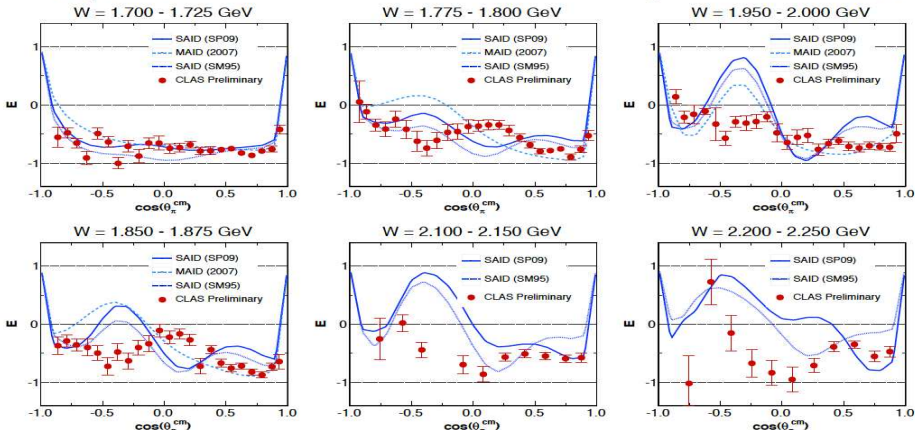 W = 1.700 - 1.725 GeV
W = 1.775 - 1.800 GeV
W = 1.950 - 2.000 GeV
SAID (SP09)
MAID (2007)
SAID (SM95)
CLAS Preliminary
SAID (SP09)
MAID (2007)
SAID (SM95)
CLAS Preliminary
SAID (SP09)
MAID (2007)
SAID (SM95)
CLAS Preliminary
E
1
0
-1
-1.0 -0.5 0.0 0.5 1.0
cos(θπcm)
E
1
0
-1
-1.0 -0.5 0.0 0.5 1.0
cos(θπcm)
E
1
0
-1
-1.0 -0.5 0.0 0.5 1.0
cos(θπcm)
W = 1.850 - 1.875 GeV
W = 2.100 - 2.150 GeV
W = 2.200 - 2.250 GeV
SAID (SP09)
MAID (2007)
SAID (SM95)
CLAS Preliminary
SAID (SP09)
SAID (SM95)
CLAS Preliminary
SAID (SP09)
SAID (SM95)
CLAS Preliminary
E
1
0
-1
-1.0 -0.5 0.0 0.5 1.0
E
1
0
-1
-1.0 -0.5 0.0 0.5 1.0
E
1
0
-1
-1.0 -0.5 0.0 0.5 1.0